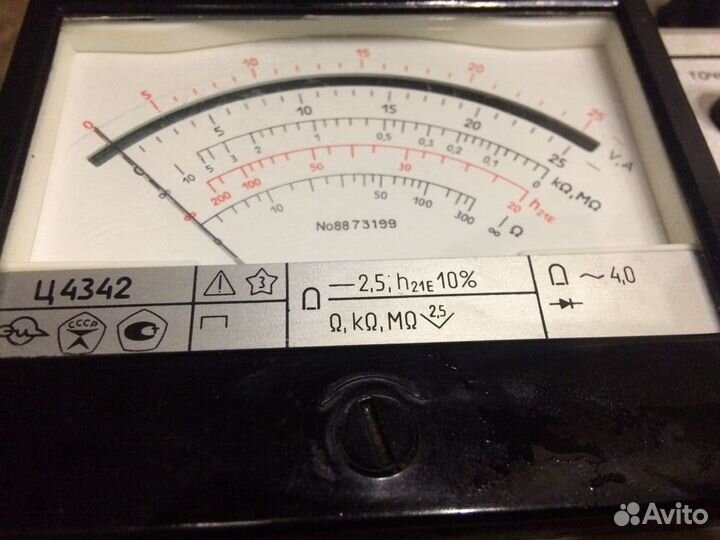 0 5 10 15 20 25 ~
0 5 10 15 20 25 — V, A
∞ 10 5 3 2 1 0,5 0,3 0,2 0,1 0 kΩ, MΩ
∞ 200 100 50 30 20 h21E
0 10 50 100 300 ∞ Ω
No8873199
Ц4342
3
СССР
— 2,5; h21E 10%
Ω, kΩ, MΩ 2,5
~ 4,0
Avito